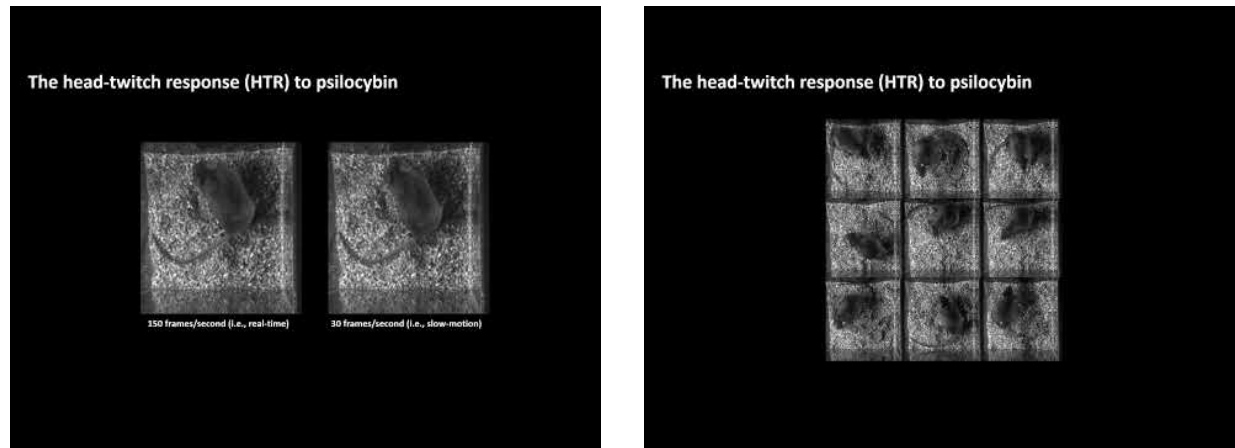 The head-twitch response (HTR) to psilocybin
150 frames/second (i.e., real-time)
30 frames/second (i.e., slow-motion)
The head-twitch response (HTR) to psilocybin